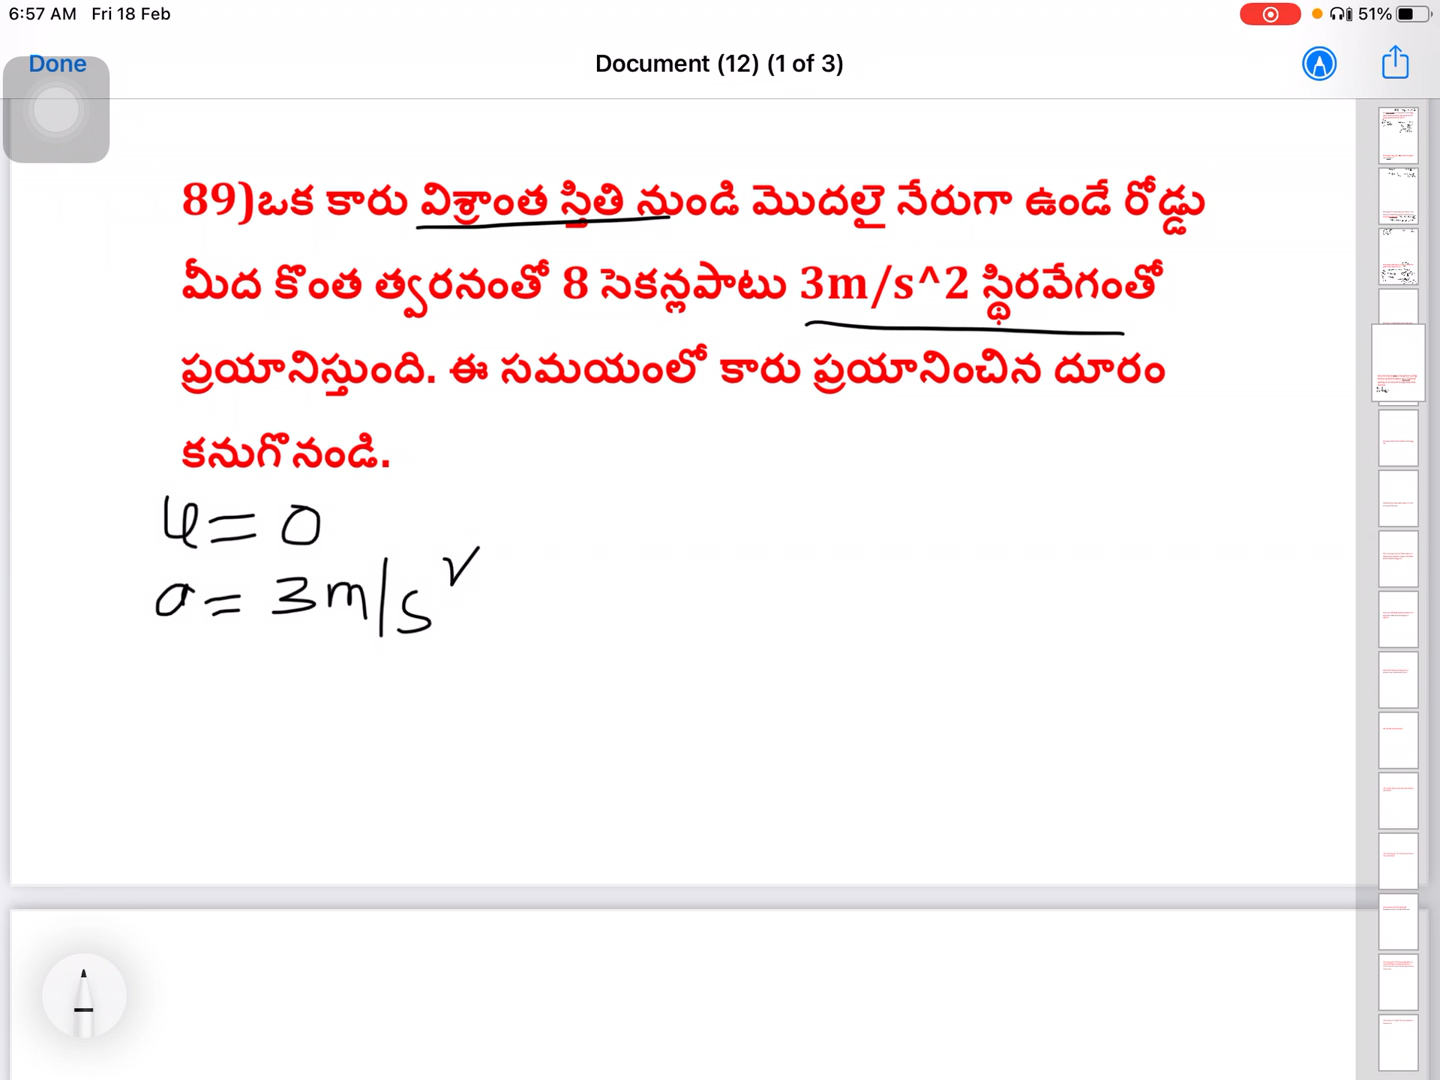 6:57 AM Fri 18 Feb
51%
Done
Document (12) (1 of 3)
89)ఒక కారు విశ్రాంత స్తితి నుండి మొదలై నేరుగా ఉండే రోడ్డు
మీద కొంత త్వరనంతో 8 సెకన్లపాటు 3m/s^2 స్థిరవేగంతో
ప్రయానిస్తుంది. ఈ సమయంలో కారు ప్రయానించిన దూరం
కనుగొనండి.
u = 0
a = 3m/s²